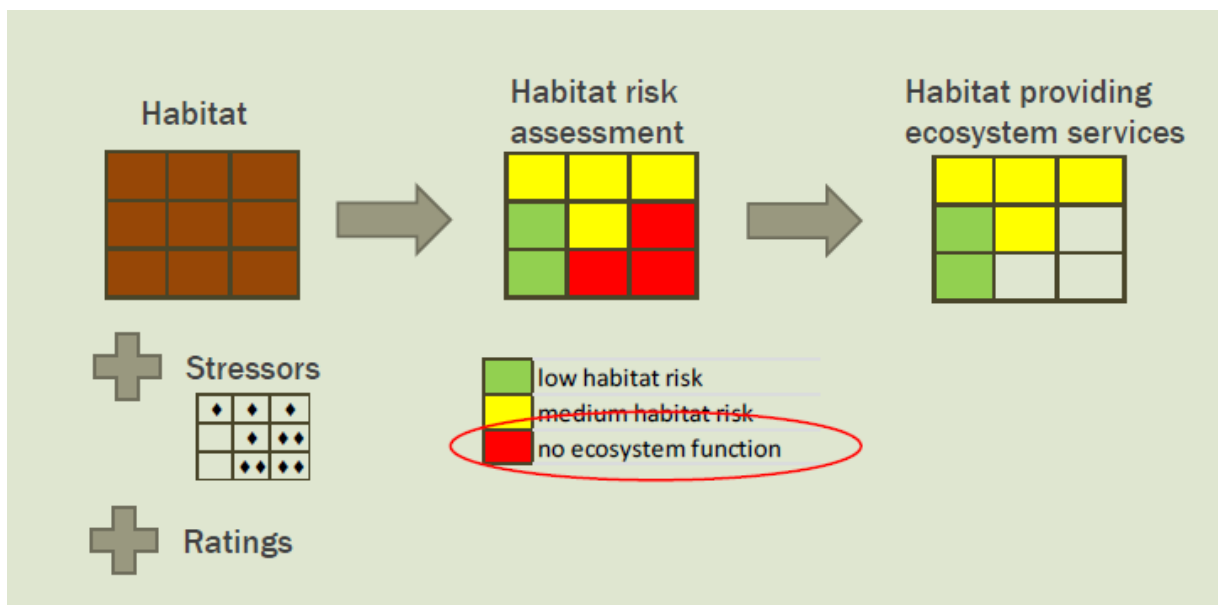 Habitat
Habitat risk
assessment
Habitat providing
ecosystem services
Stressors
low habitat risk
medium habitat risk
no ecosystem function
Ratings